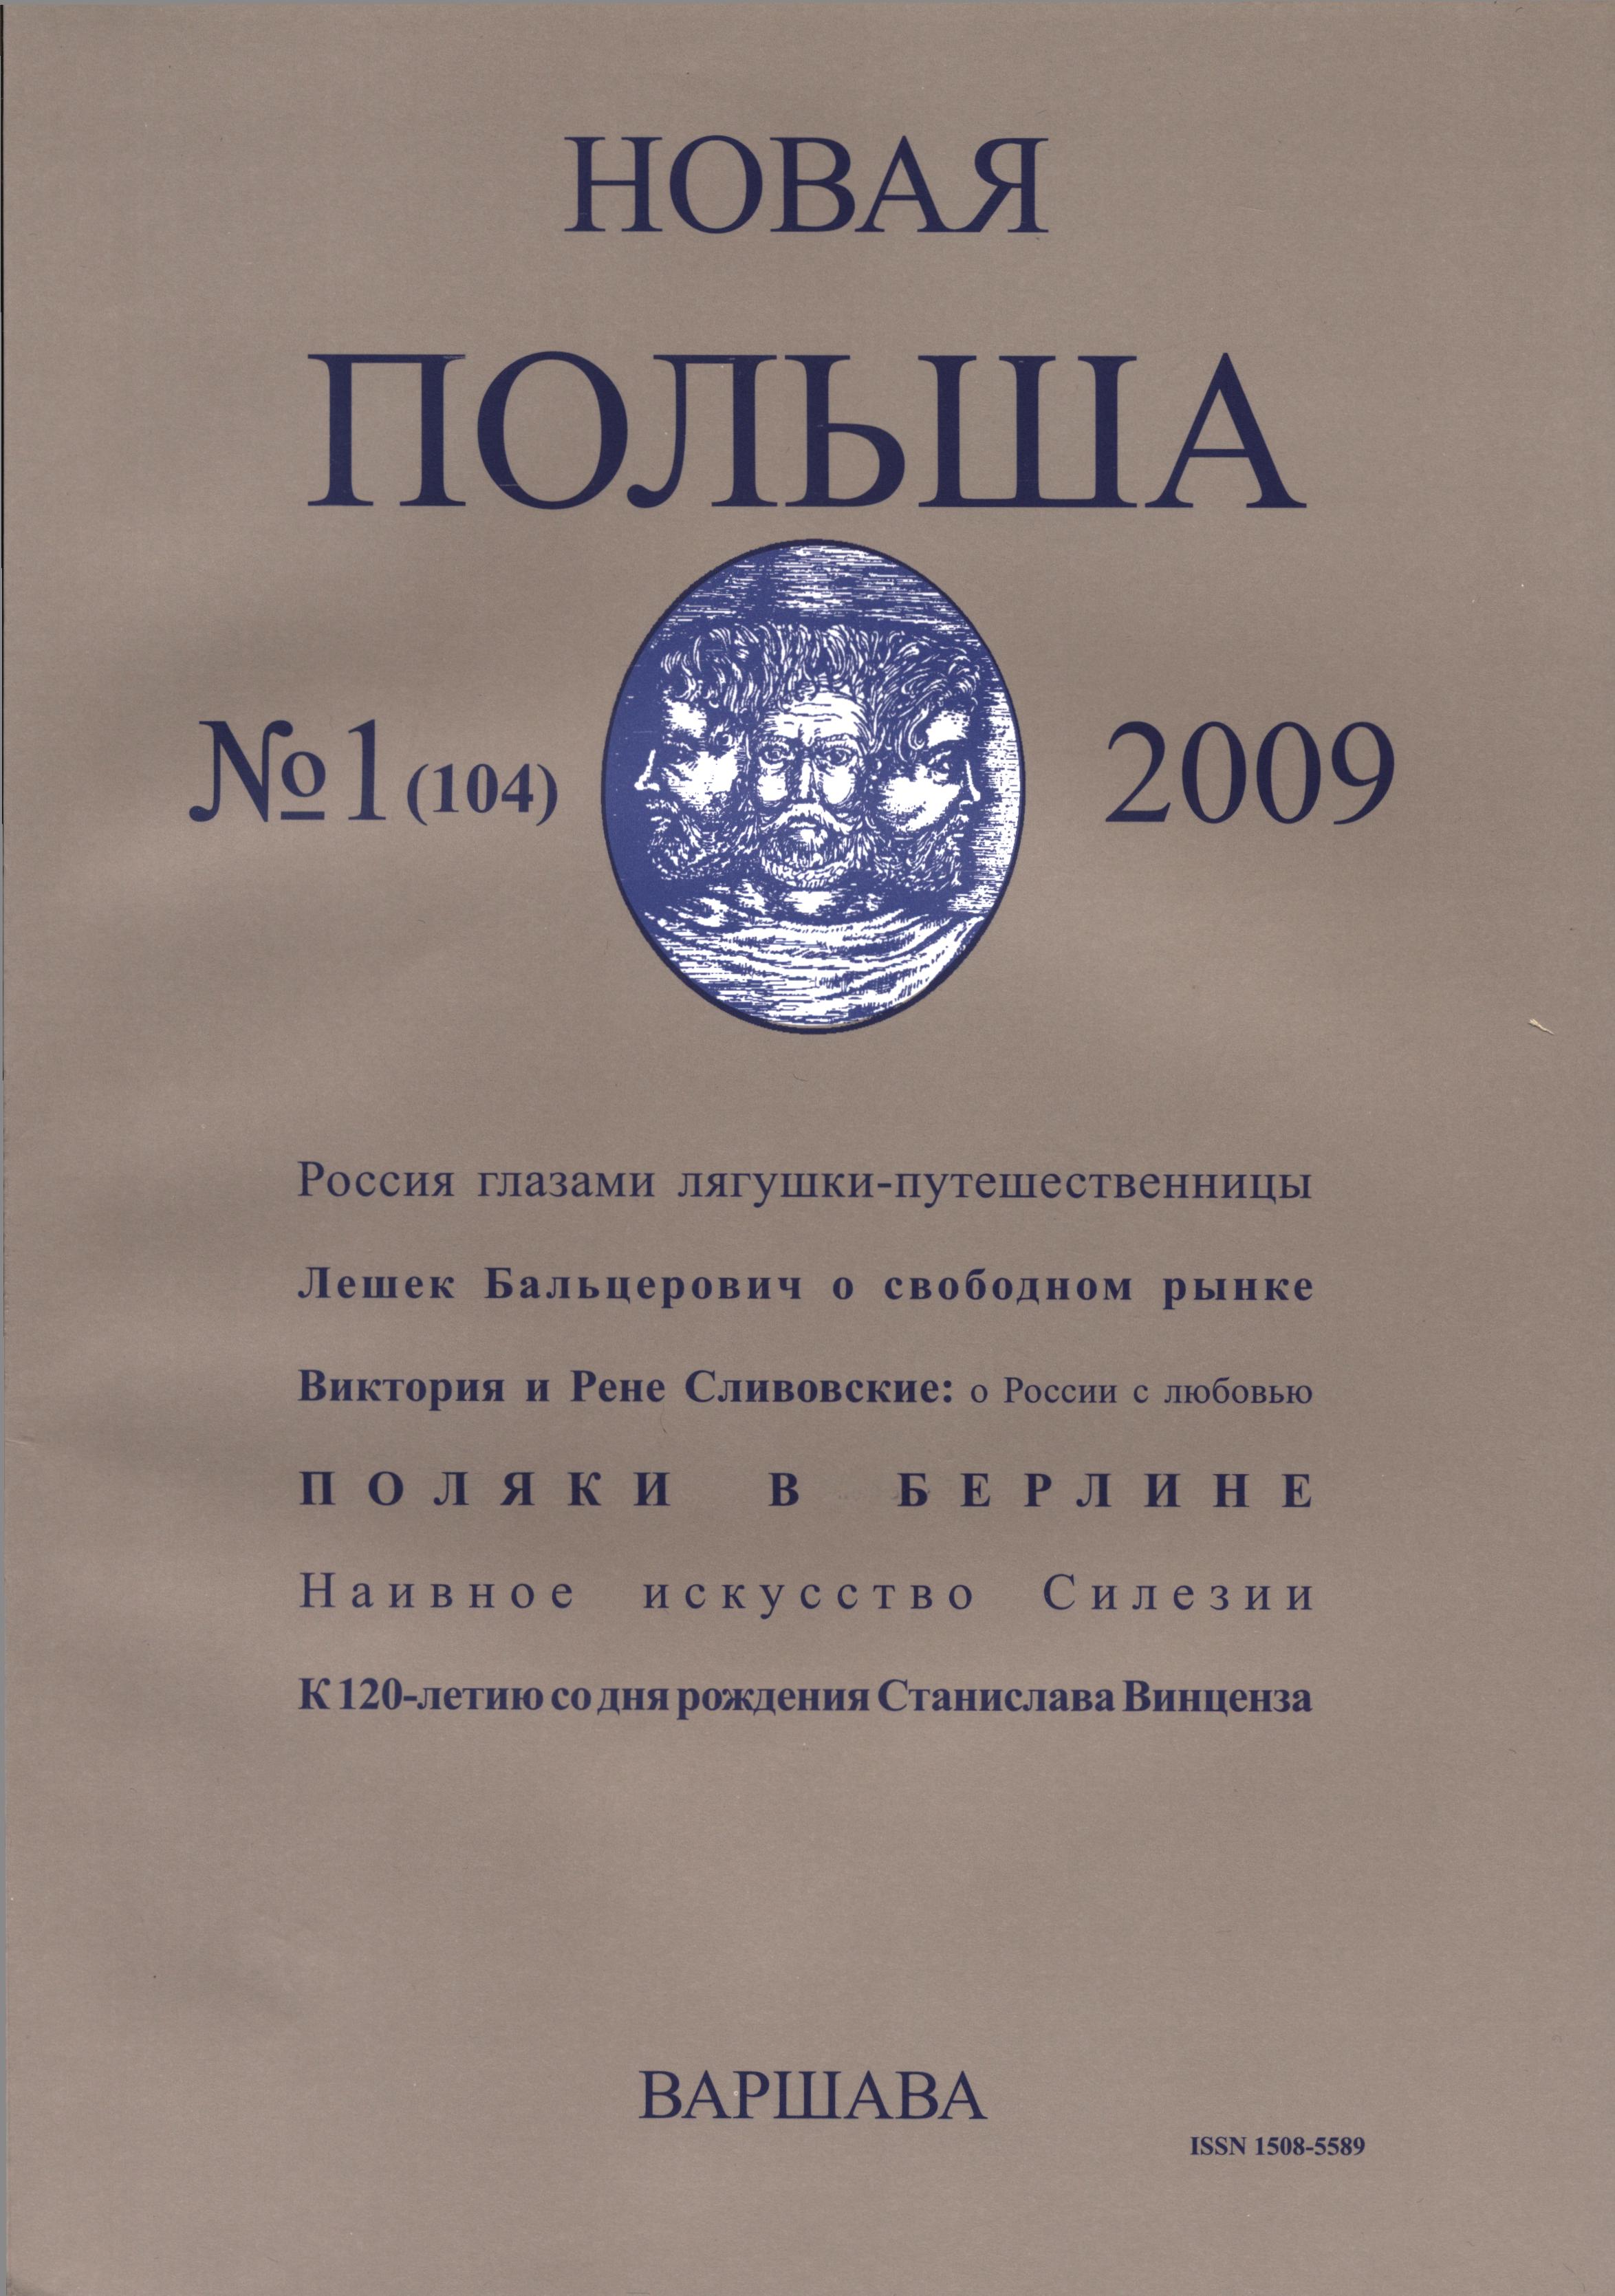 НОВАЯ
ПОЛЬША
№1 (104) 2009
Россия глазами лягушки-путешественницы
Лешек Бальцерович о свободном рынке
Виктория и Рене Сливовские: о России с любовью
ПОЛЯКИ В БЕРЛИНЕ
Наивное искусство Силезии
К 120-летию со дня рождения Станислава Винценза
ВАРШАВА
ISSN 1508-5589